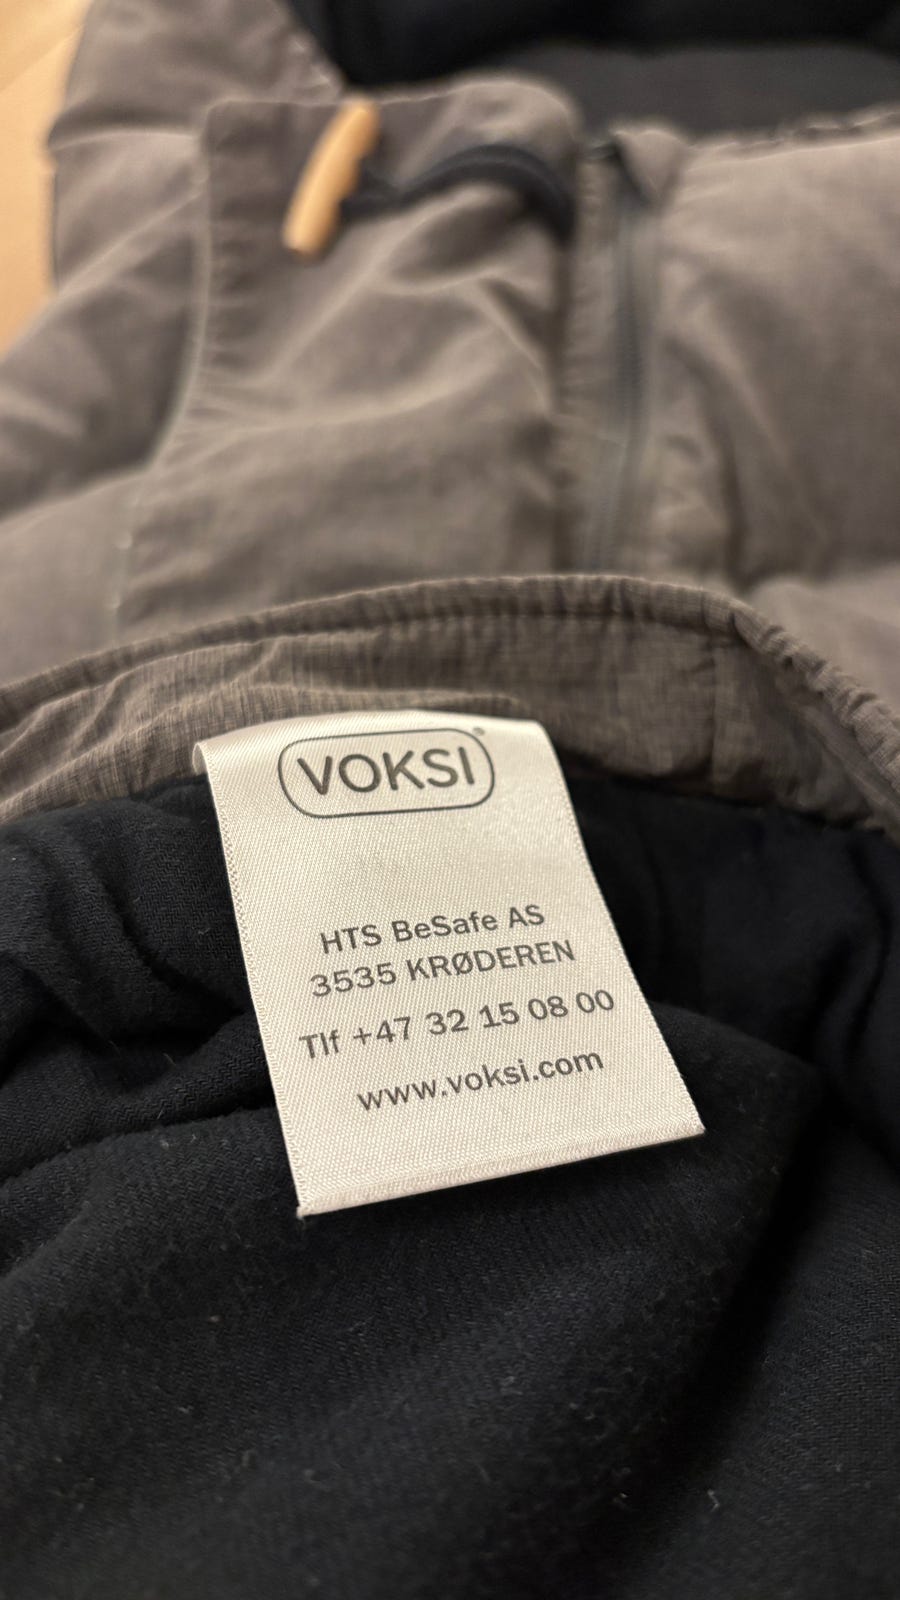 VOKSI®
HTS BeSafe AS
3535 KRØDEREN
Tlf +47 32 15 08 00
www.voksi.com